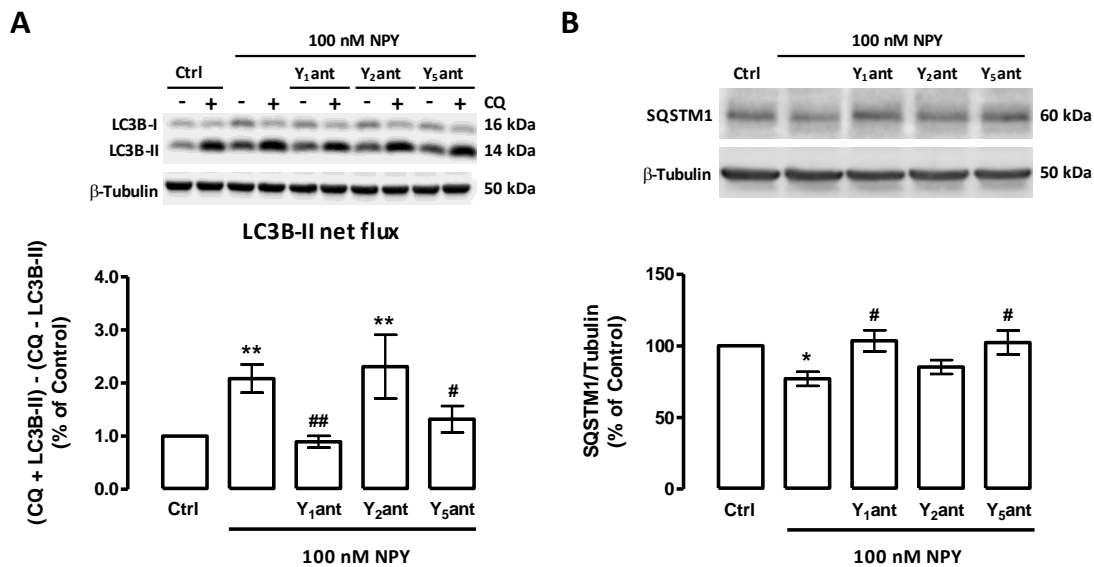 A
100 nM NPY
Ctrl Y₁ant Y₂ant Y₅ant
- + - + - + - + - + CQ
LC3B-I 16 kDa
LC3B-II 14 kDa
β-Tubulin 50 kDa
LC3B-II net flux
(CQ + LC3B-II) - (CQ - LC3B-II)
(% of Control)
4.0
3.0
2.0
1.0
0.0
** ## ** #
Ctrl Y₁ant Y₂ant Y₅ant
100 nM NPY
B
100 nM NPY
Ctrl Y₁ant Y₂ant Y₅ant
SQSTM1 60 kDa
β-Tubulin 50 kDa
SQSTM1/Tubulin
(% of Control)
150
100
50
0
* # #
Ctrl Y₁ant Y₂ant Y₅ant
100 nM NPY